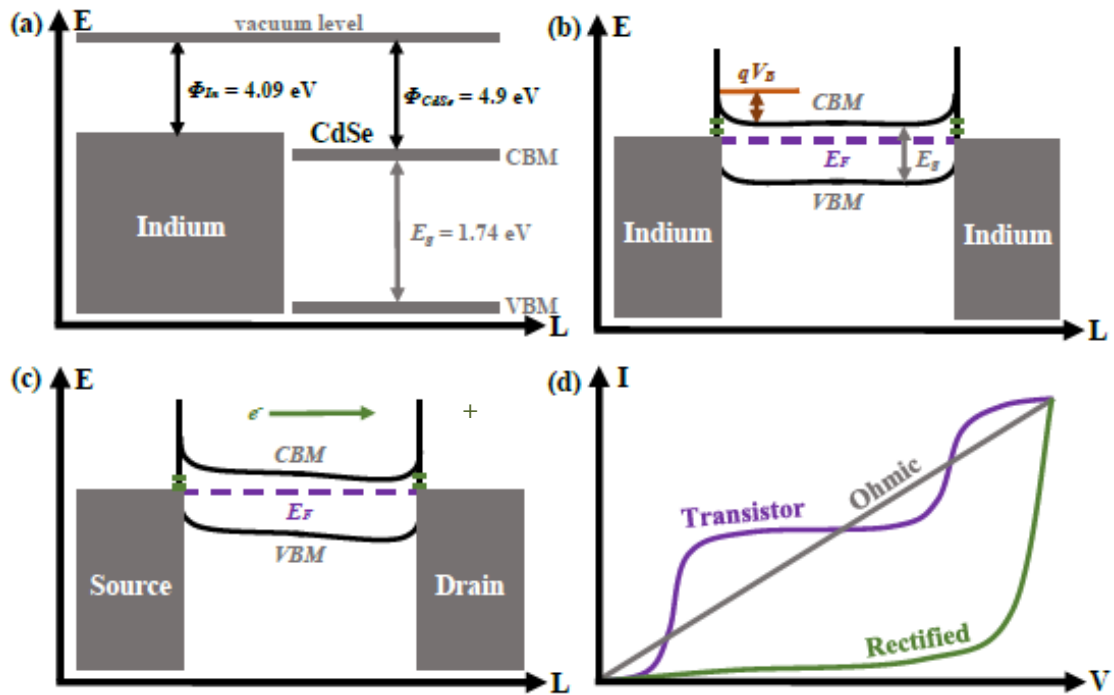 (a)
E
vacuum level
Φ_In = 4.09 eV
Φ_CdSe = 4.9 eV
CdSe
CBM
Indium
E_g = 1.74 eV
VBM
L
(b)
E
qV_B
CBM
E_F
E_g
VBM
Indium
Indium
L
(c)
E
e⁻
+
CBM
E_F
VBM
Source
Drain
L
(d)
I
Ohmic
Transistor
Rectified
V